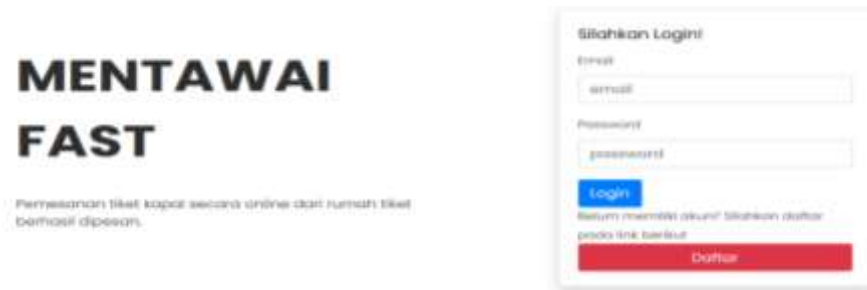 MENTAWAI
FAST
Pemesanan tiket kapal secara online dari rumah tiket
berhasil dipesan.
Silahkan Login!
Email
email
Password
password
Login
Belum memiliki akun? Silahkan daftar
pada link berikut
Daftar